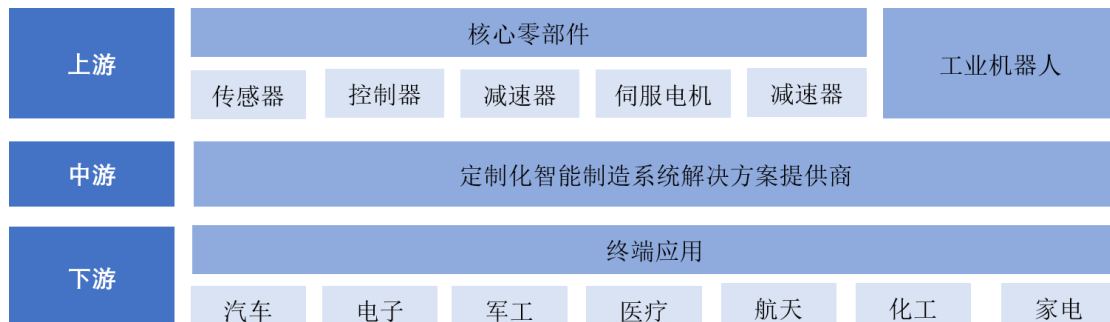 上游
核心零部件
工业机器人
传感器 控制器 减速器 伺服电机 减速器
中游
定制化智能制造系统解决方案提供商
下游
终端应用
汽车 电子 军工 医疗 航天 化工 家电